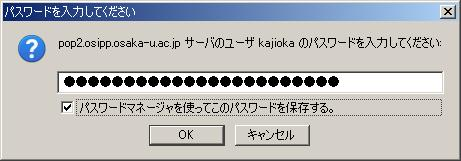 パスワードを入力してください
pop2.osipp.osaka-u.ac.jp サーバのユーザ kajioka のパスワードを入力してください:
●●●●●●●●●●●●●●●●●●●●●●●
パスワードマネージャを使ってこのパスワードを保存する。
OK
キャンセル